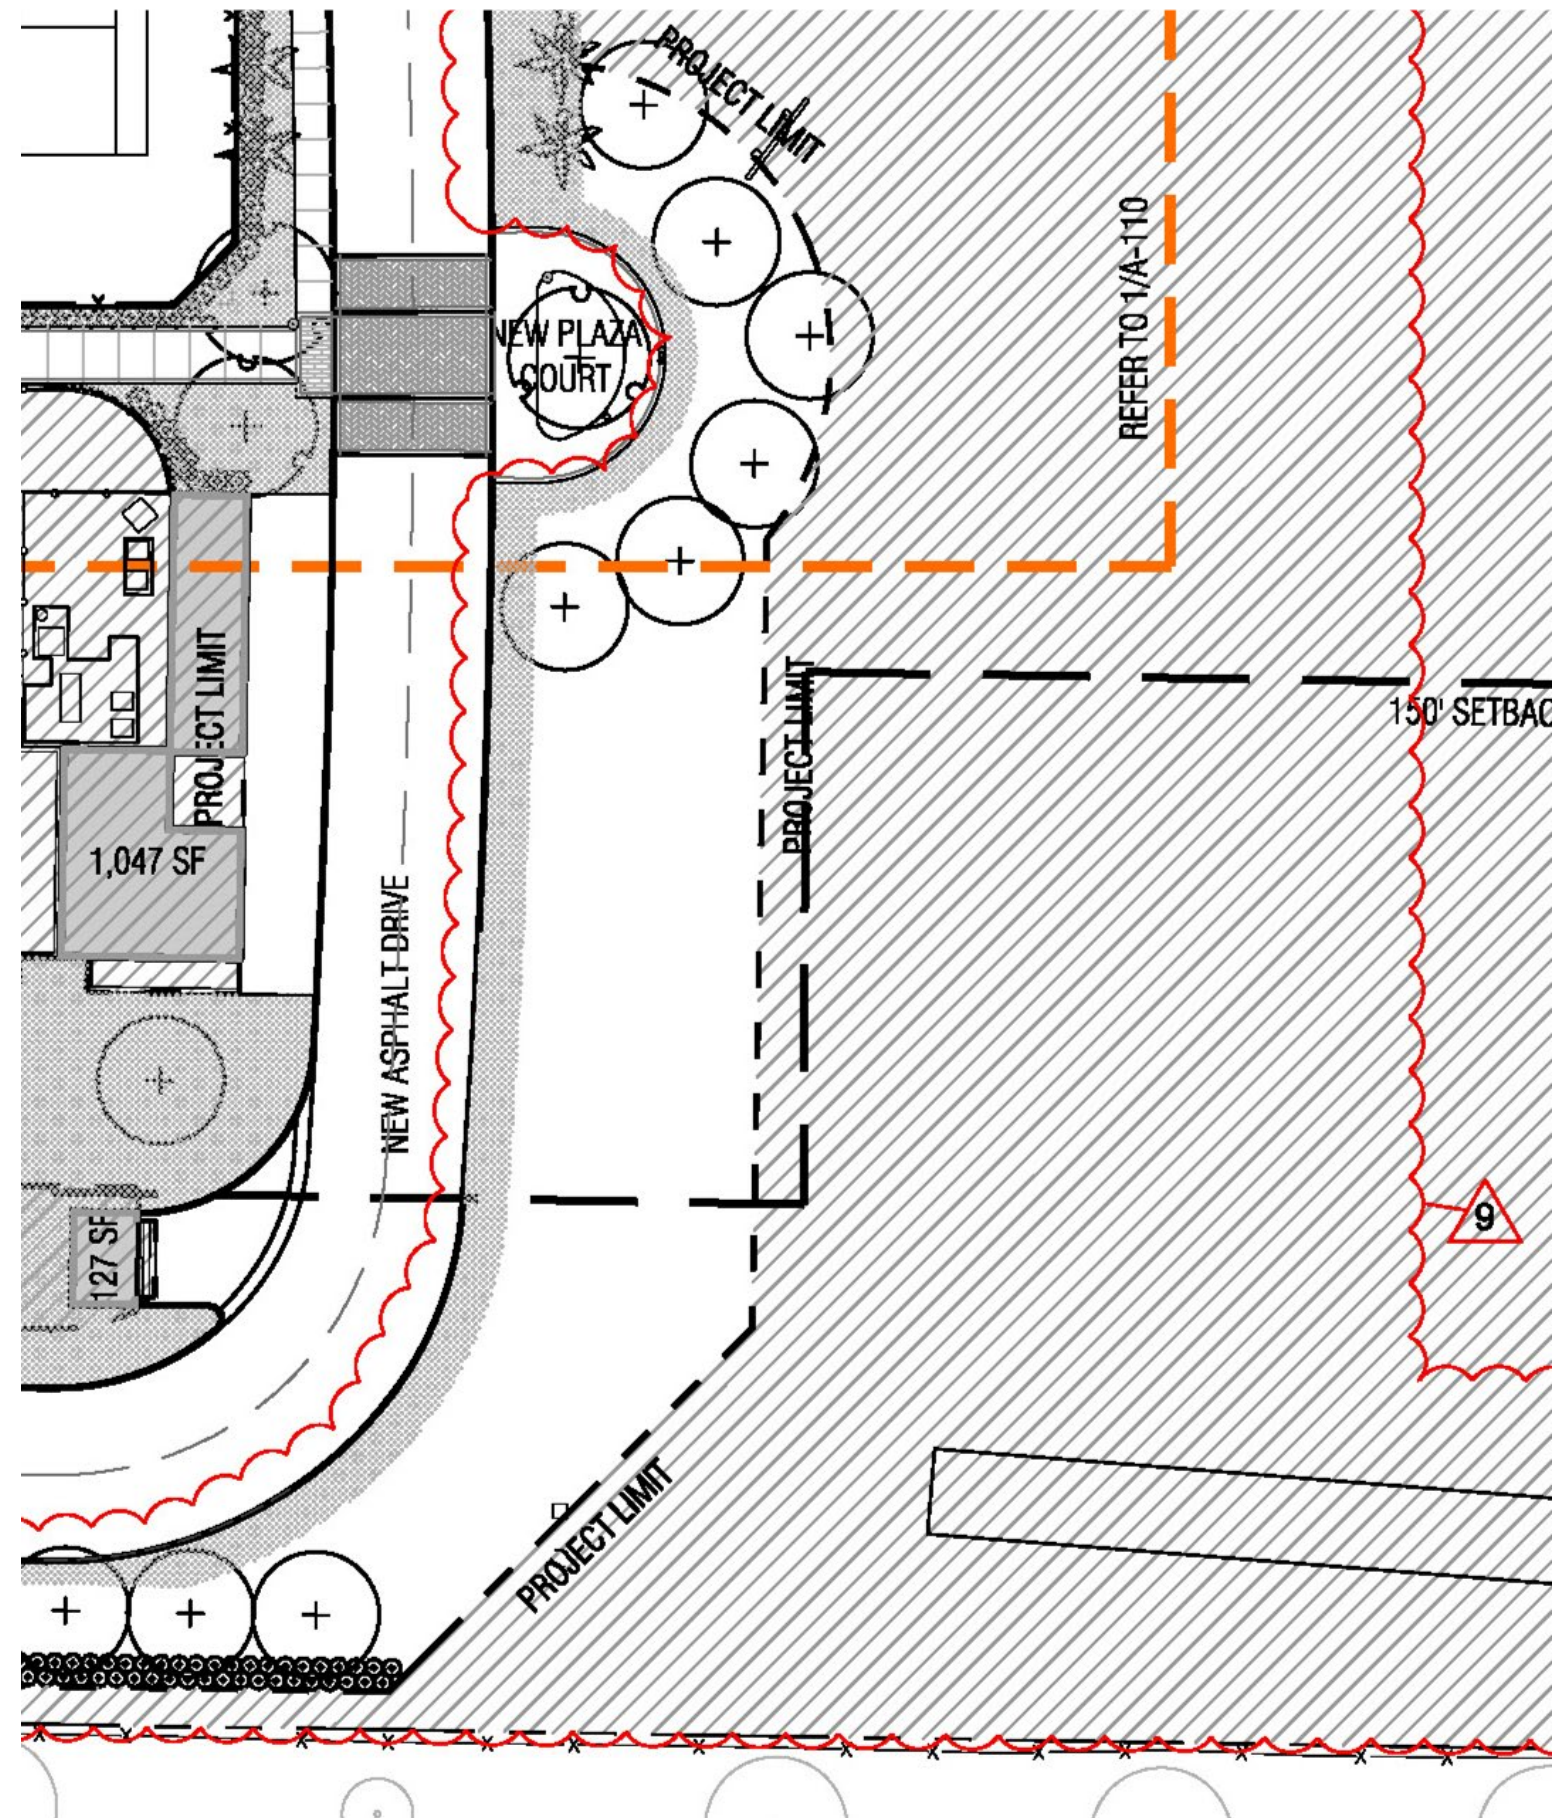 PROJECT LIMIT
REFER TO 1/A-110
NEW PLAZA
COURT
PROJECT LIMIT
PROJECT LIMIT
150' SETBAC
1,047 SF
NEW ASPHALT DRIVE
127 SF
9
PROJECT LIMIT